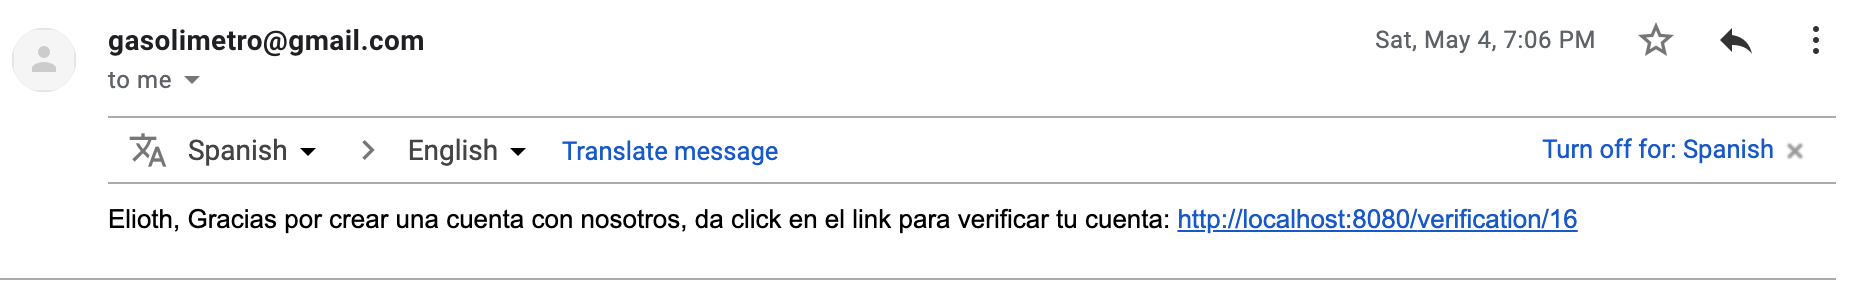 gasolimetro@gmail.com
Sat, May 4, 7:06 PM
to me
Spanish > English Translate message
Turn off for: Spanish ×
Elioth, Gracias por crear una cuenta con nosotros, da click en el link para verificar tu cuenta: http://localhost:8080/verification/16